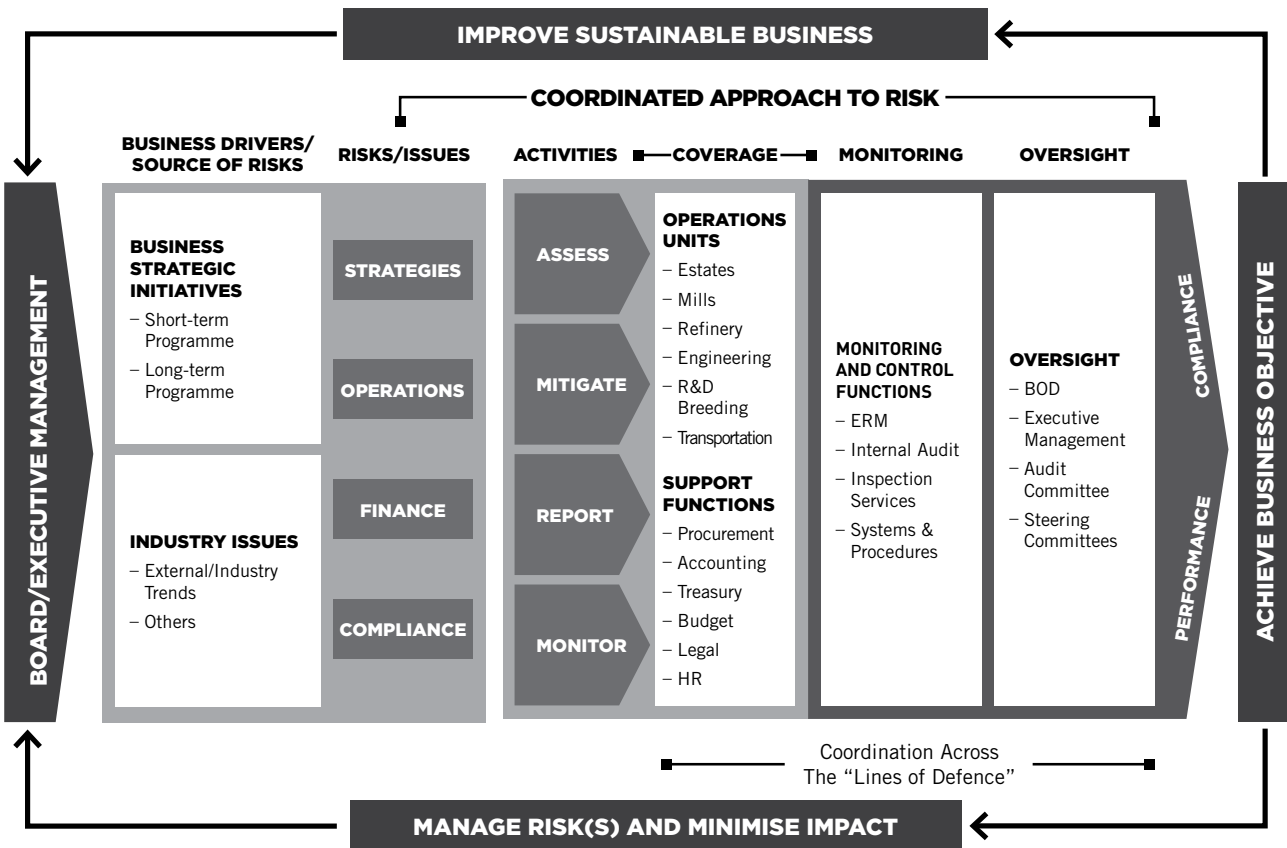 IMPROVE SUSTAINABLE BUSINESS
COORDINATED APPROACH TO RISK
BUSINESS DRIVERS/
SOURCE OF RISKS
RISKS/ISSUES
ACTIVITIES
COVERAGE
MONITORING
OVERSIGHT
BOARD/EXECUTIVE MANAGEMENT
BUSINESS
STRATEGIC
INITIATIVES
– Short-term
Programme
– Long-term
Programme
INDUSTRY ISSUES
– External/Industry
Trends
– Others
STRATEGIES
OPERATIONS
FINANCE
COMPLIANCE
ASSESS
MITIGATE
REPORT
MONITOR
OPERATIONS
UNITS
– Estates
– Mills
– Refinery
– Engineering
– R&D
Breeding
– Transportation
SUPPORT
FUNCTIONS
– Procurement
– Accounting
– Treasury
– Budget
– Legal
– HR
MONITORING
AND CONTROL
FUNCTIONS
– ERM
– Internal Audit
– Inspection
Services
– Systems &
Procedures
OVERSIGHT
– BOD
– Executive
Management
– Audit
Committee
– Steering
Committees
COMPLIANCE
PERFORMANCE
ACHIEVE BUSINESS OBJECTIVE
Coordination Across
The “Lines of Defence”
MANAGE RISK(S) AND MINIMISE IMPACT